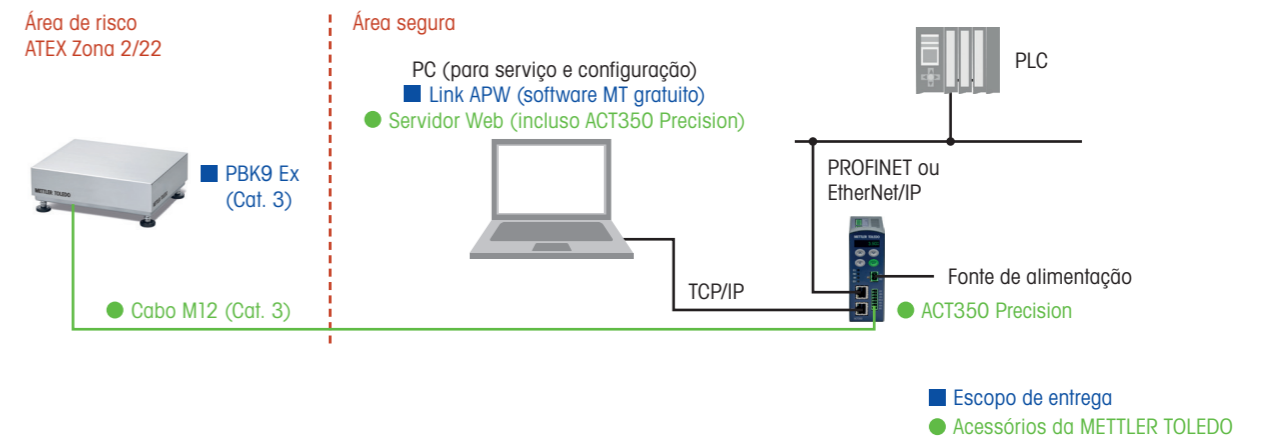 Área de risco
ATEX Zona 2/22
Área segura
PC (para serviço e configuração)
Link APW (software MT gratuito)
Servidor Web (incluso ACT350 Precision)
PLC
PBK9 Ex
(Cat. 3)
METTLER TOLEDO
PROFINET ou
EtherNet/IP
METTLER TOLEDO
Fonte de alimentação
TCP/IP
Cabo M12 (Cat. 3)
ACT350 Precision
Escopo de entrega
Acessórios da METTLER TOLEDO